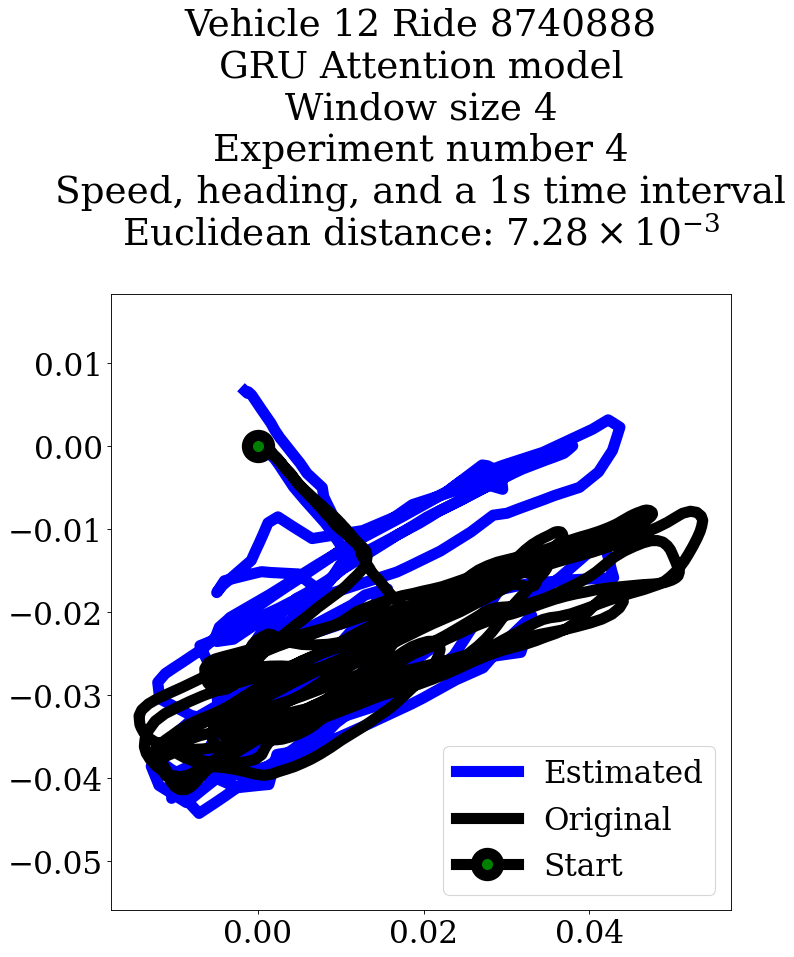 Vehicle 12 Ride 8740888
GRU Attention model
Window size 4
Experiment number 4
Speed, heading, and a 1s time interval
Euclidean distance: 7.28 × 10⁻³
0.01
0.00
−0.01
−0.02
−0.03
−0.04
−0.05
0.00 0.02 0.04
Estimated
Original
Start